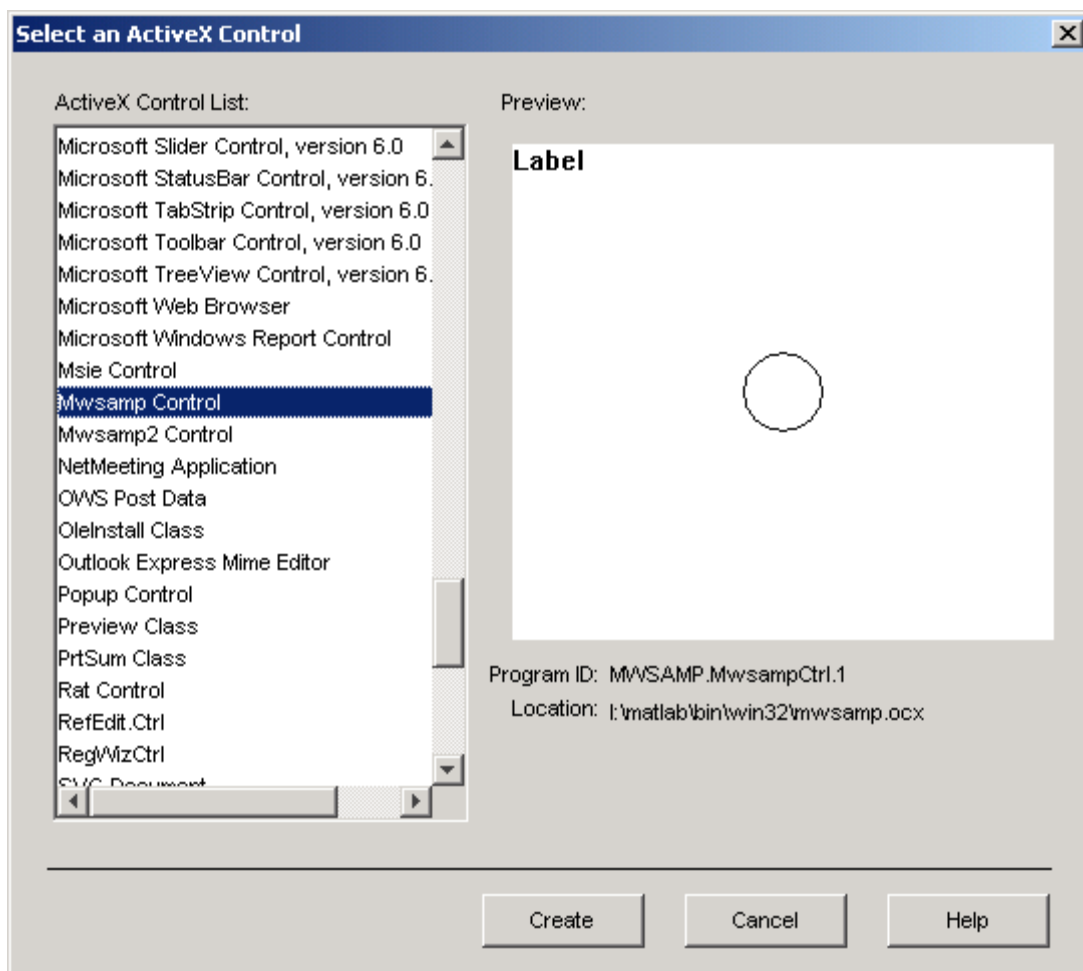 Select an ActiveX Control
ActiveX Control List:
Microsoft Slider Control, version 6.0
Microsoft StatusBar Control, version 6.
Microsoft TabStrip Control, version 6.0
Microsoft Toolbar Control, version 6.0
Microsoft TreeView Control, version 6.
Microsoft Web Browser
Microsoft Windows Report Control
Msie Control
Mwsamp Control
Mwsamp2 Control
NetMeeting Application
OWS Post Data
OleInstall Class
Outlook Express Mime Editor
Popup Control
Preview Class
PrtSum Class
Rat Control
RefEdit.Ctrl
RegWizCtrl
Document
Preview:
Label
Program ID: MWSAMP.MwsampCtrl.1
Location: I:\matlab\bin\win32\mwsamp.ocx
Create
Cancel
Help